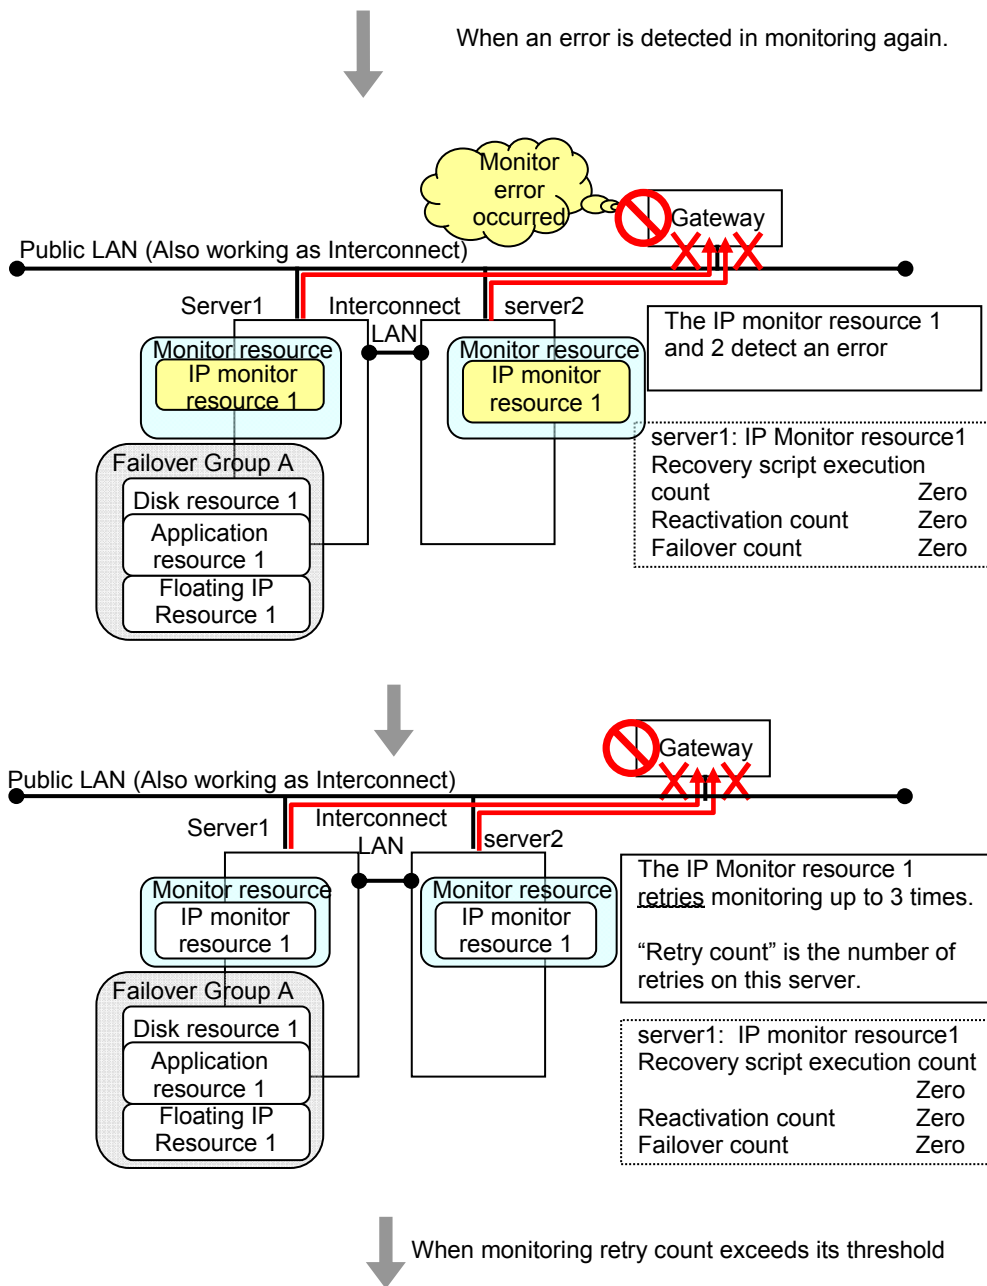 When an error is detected in monitoring again.
Monitor
error
occurred
Gateway
Public LAN (Also working as Interconnect)
Server1
Interconnect
LAN
server2
Monitor resource
IP monitor
resource 1
Monitor resource
IP monitor
resource 1
The IP monitor resource 1
and 2 detect an error
Failover Group A
Disk resource 1
Application
resource 1
Floating IP
Resource 1
server1: IP Monitor resource1
Recovery script execution
count Zero
Reactivation count Zero
Failover count Zero
Gateway
Public LAN (Also working as Interconnect)
Server1
Interconnect
LAN
server2
Monitor resource
IP monitor
resource 1
Monitor resource
IP monitor
resource 1
The IP Monitor resource 1
retries monitoring up to 3 times.
“Retry count” is the number of
retries on this server.
Failover Group A
Disk resource 1
Application
resource 1
Floating IP
Resource 1
server1: IP monitor resource1
Recovery script execution count
Zero
Reactivation count Zero
Failover count Zero
When monitoring retry count exceeds its threshold